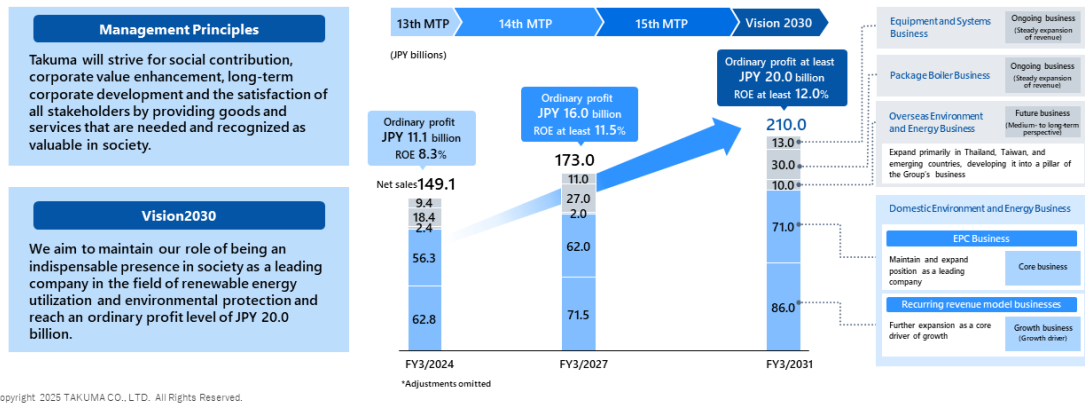 Management Principles
Takuma will strive for social contribution,
corporate value enhancement, long-term
corporate development and the satisfaction of
all stakeholders by providing goods and
services that are needed and recognized as
valuable in society.
Vision2030
We aim to maintain our role of being an
indispensable presence in society as a leading
company in the field of renewable energy
utilization and environmental protection and
reach an ordinary profit level of JPY 20.0
billion.
13th MTP
14th MTP
15th MTP
Vision 2030
(JPY billions)
Ordinary profit
JPY 11.1 billion
ROE 8.3%
Net sales 149.1
9.4
18.4
2.4
56.3
62.8
FY3/2024
Ordinary profit
JPY 16.0 billion
ROE at least 11.5%
173.0
11.0
27.0
2.0
62.0
71.5
FY3/2027
Ordinary profit at least
JPY 20.0 billion
ROE at least 12.0%
210.0
13.0
30.0
10.0
71.0
86.0
FY3/2031
*Adjustments omitted
Equipment and Systems
Business
Ongoing business
(Steady expansion
of revenue)
Package Boiler Business
Ongoing business
(Steady expansion
of revenue)
Overseas Environment
and Energy Business
Future business
(Medium- to long-term
perspective)
Expand primarily in Thailand, Taiwan, and
emerging countries, developing it into a pillar of
the Group's business
Domestic Environment and Energy Business
EPC Business
Maintain and expand
position as a leading
company
Core business
Recurring revenue model businesses
Further expansion as a core
driver of growth
Growth business
(Growth driver)
opyright 2025 TAKUMA CO., LTD. All Rights Reserved.